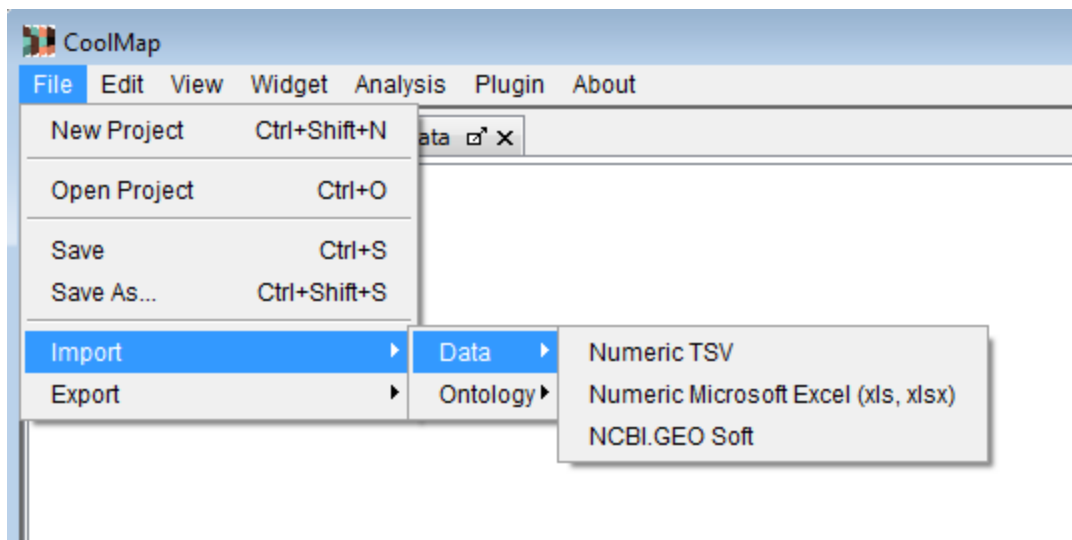 CoolMap
File Edit View Widget Analysis Plugin About
New Project Ctrl+Shift+N
ata
Open Project Ctrl+O
Save Ctrl+S
Save As... Ctrl+Shift+S
Import Data Numeric TSV
Export Ontology Numeric Microsoft Excel (xls, xlsx)
NCBI.GEO Soft